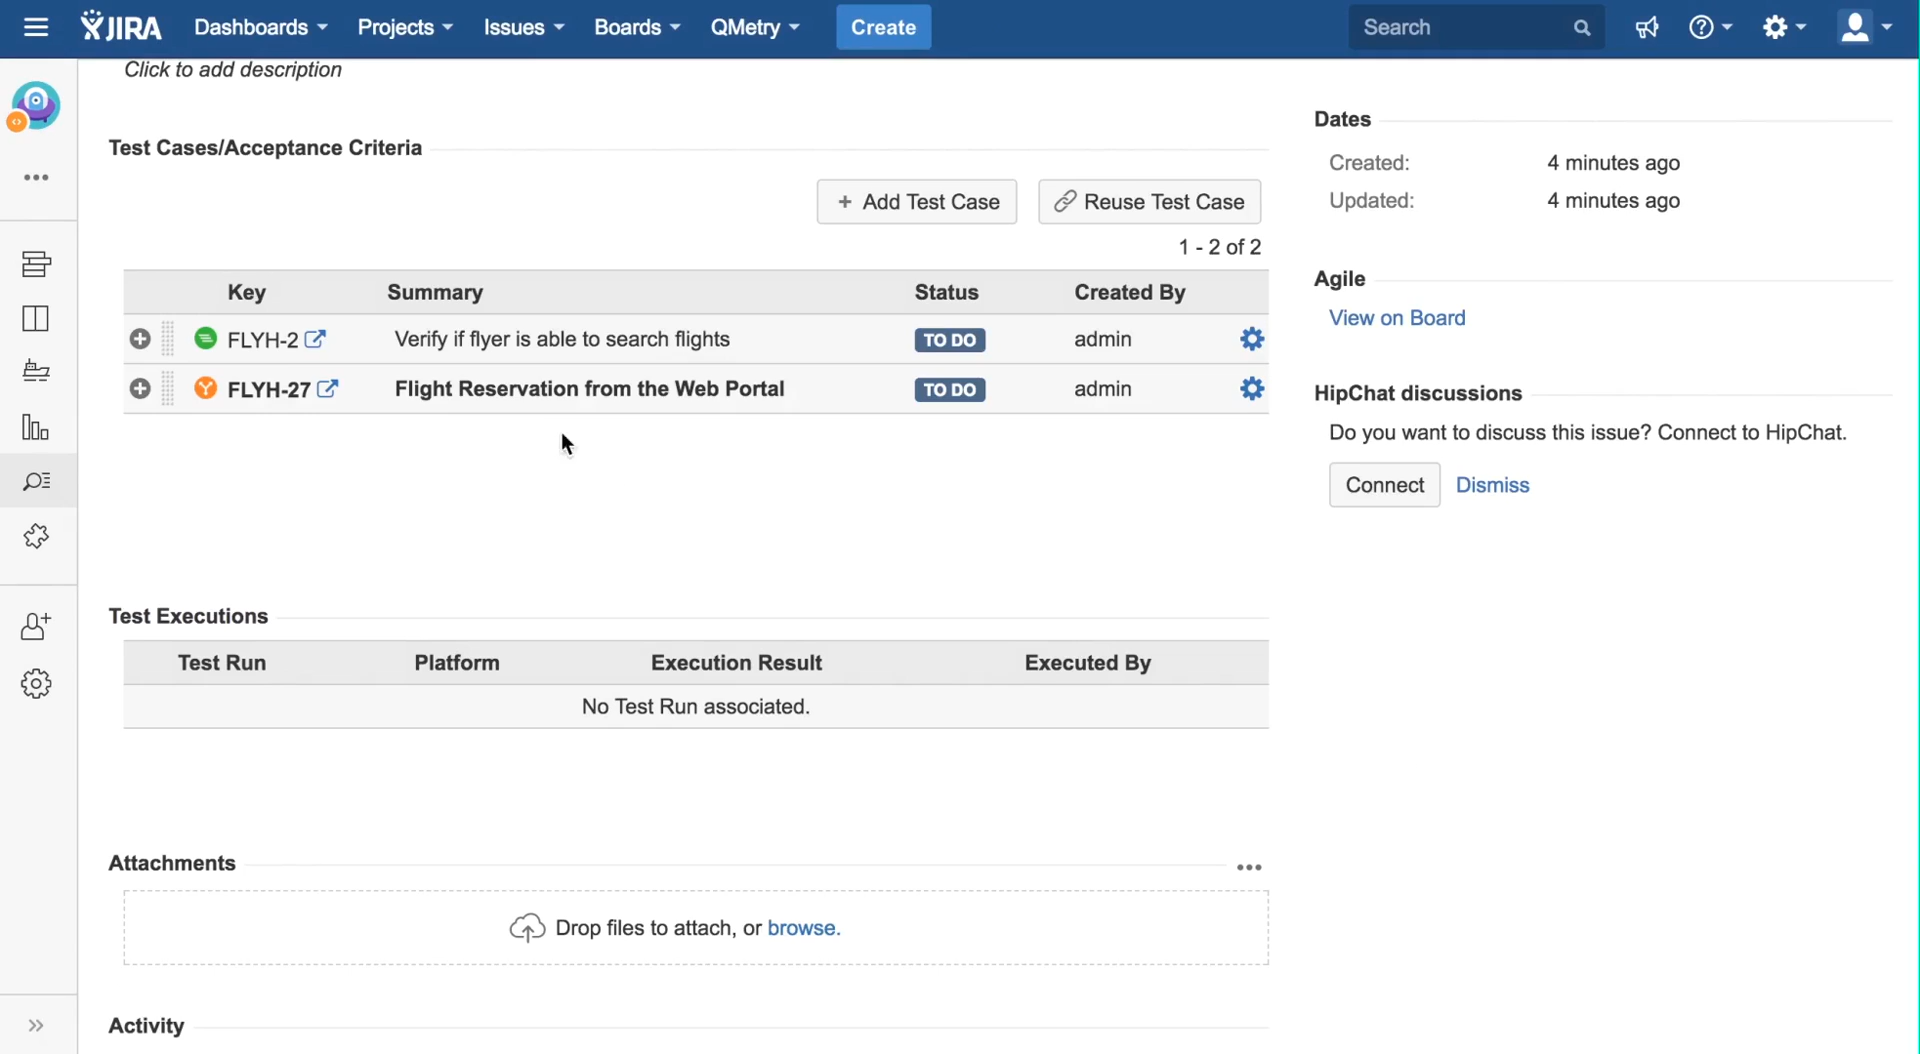 JIRA Dashboards Projects Issues Boards QMetry Create Search
Click to add description
Test Cases/Acceptance Criteria
+ Add Test Case Reuse Test Case
1 - 2 of 2
Key Summary Status Created By
FLYH-2 Verify if flyer is able to search flights TO DO admin
FLYH-27 Flight Reservation from the Web Portal TO DO admin
Test Executions
Test Run Platform Execution Result Executed By
No Test Run associated.
Attachments
Drop files to attach, or browse.
Activity
Dates
Created: 4 minutes ago
Updated: 4 minutes ago
Agile
View on Board
HipChat discussions
Do you want to discuss this issue? Connect to HipChat.
Connect Dismiss